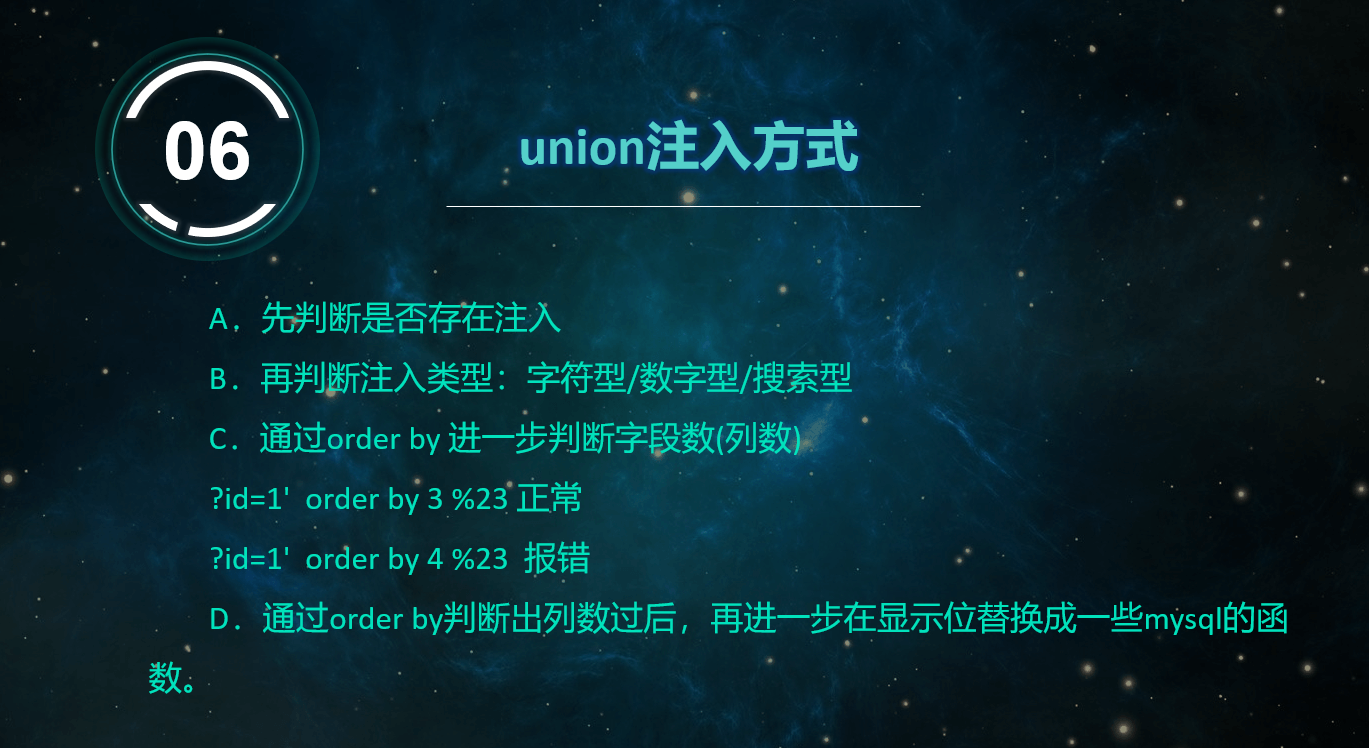 06
union注入方式
A，先判断是否存在注入
B．再判断注入类型：字符型/数字型/搜索型
C．通过order by 进一步判断字段数(列数)
?id=1'  order by 3 %23 正常
?id=1'  order by 4 %23  报错
D．通过order by判断出列数过后，再进一步在显示位替换成一些mysql的函
数。